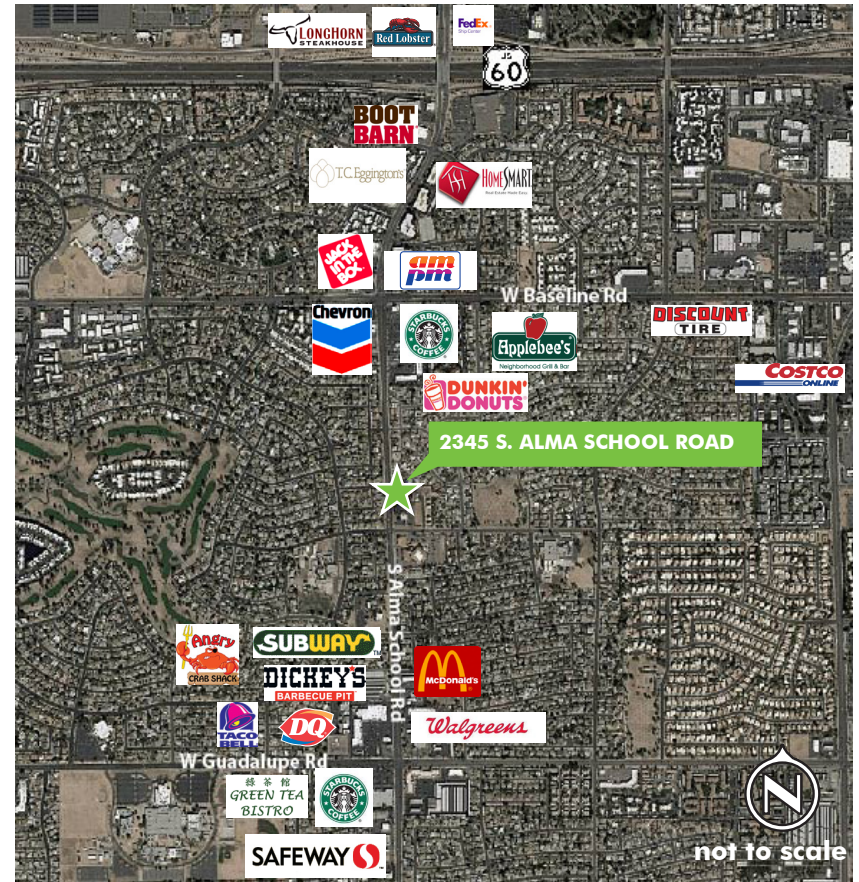 LONGHORN
STEAKHOUSE
Red Lobster
FedEx
Ship Center
US
60
BOOT
BARN
T.C. Eggington's
HOMESMART
Real Estate Made Easy.
JACK
IN THE
BOX
am
pm
W Baseline Rd
Chevron
STARBUCKS
COFFEE
Applebee's
Neighborhood Grill & Bar
DISCOUNT
TIRE
COSTCO
ONLINE
DUNKIN'
DONUTS
2345 S. ALMA SCHOOL ROAD
S Alma School Rd
Angry
CRAB SHACK
SUBWAY
DICKEY'S
BARBECUE PIT
McDonald's
TACO
BELL
DQ
Walgreens
W Guadalupe Rd
綠茶館
GREEN TEA
BISTRO
STARBUCKS
COFFEE
SAFEWAY
N
not to scale